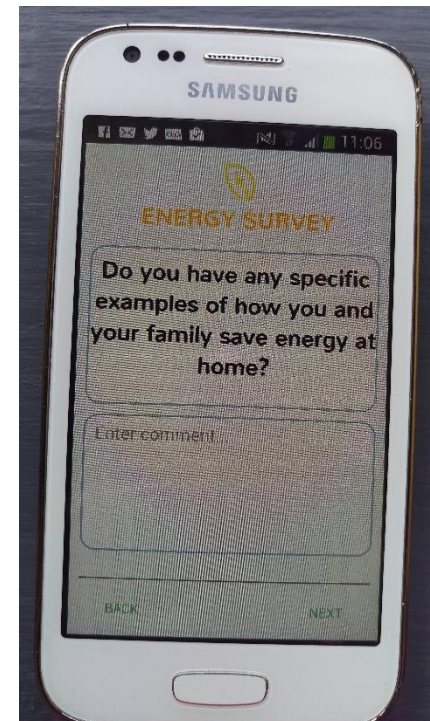 SAMSUNG
11:06
ENERGY SURVEY
Do you have any specific
examples of how you and
your family save energy at
home?
Enter comment...
BACK NEXT